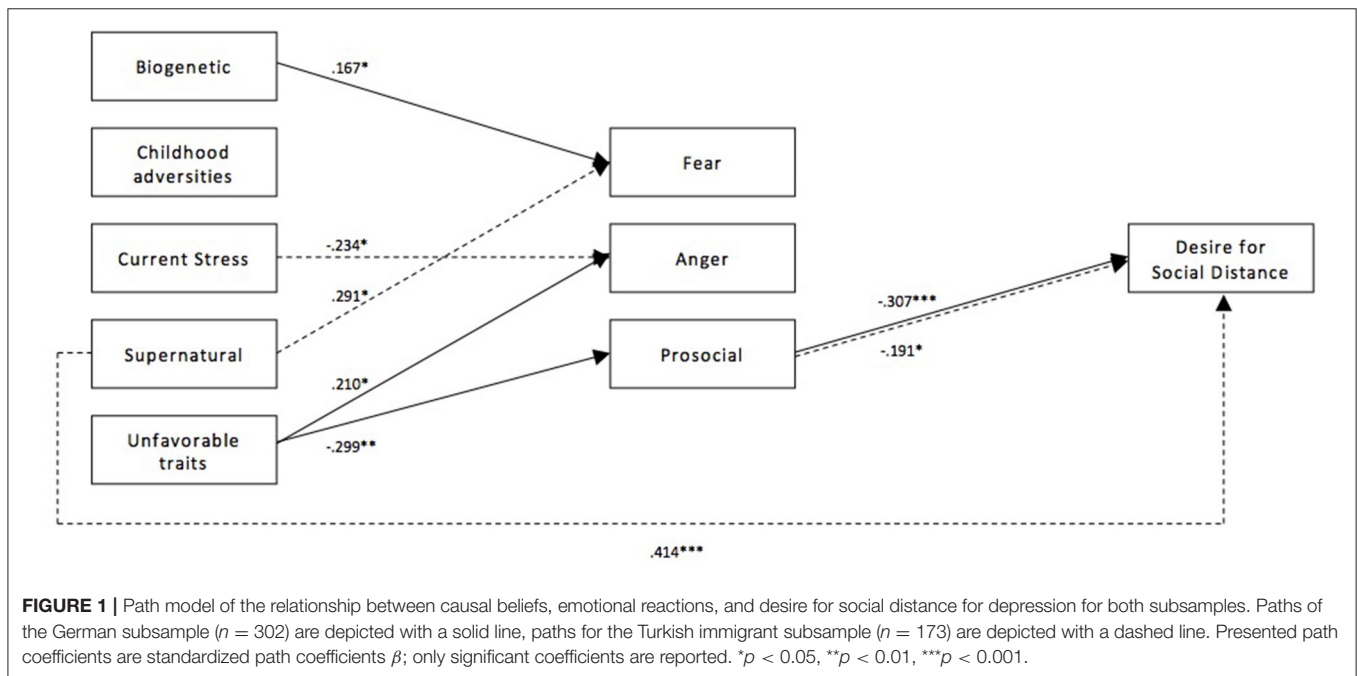 Biogenetic
.167*
Childhood
adversities
Fear
Current Stress
-.234*
Anger
Desire for
Social Distance
.291*
-.307***
Supernatural
Prosocial
-.191*
.210*
Unfavorable
traits
-.299**
.414***
FIGURE 1 | Path model of the relationship between causal beliefs, emotional reactions, and desire for social distance for depression for both subsamples. Paths of
the German subsample (n = 302) are depicted with a solid line, paths for the Turkish immigrant subsample (n = 173) are depicted with a dashed line. Presented path
coefficients are standardized path coefficients β; only significant coefficients are reported. *p < 0.05, **p < 0.01, ***p < 0.001.